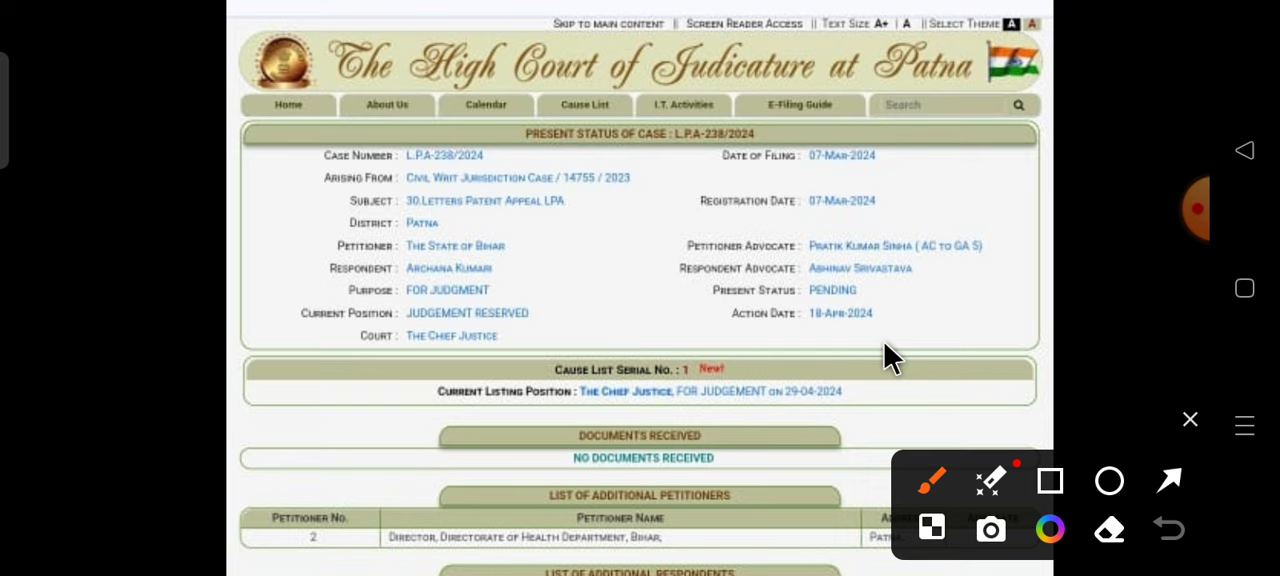 Skip to main content || Screen Reader Access || Text Size A+ | A || Select Theme A A
The High Court of Judicature at Patna
Home About Us Calendar Cause List I.T. Activities E-Filing Guide Search
Present Status of Case : L.P.A-238/2024
Case Number : L.P.A-238/2024 Date of Filing : 07-Mar-2024
Arising From : Civil Writ Jurisdiction Case / 14755 / 2023
Subject : 30.Letters Patent Appeal LPA Registration Date : 07-Mar-2024
District : Patna
Petitioner : The State of Bihar Petitioner Advocate : Pratik Kumar Sinha ( AC to GA 5)
Respondent : Archana Kumari Respondent Advocate : Abhinav Srivastava
Purpose : FOR JUDGMENT Present Status : PENDING
Current Position : JUDGEMENT RESERVED Action Date : 18-Apr-2024
Court : The Chief Justice
Cause List Serial No. : 1 New!
Current Listing Position : The Chief Justice, FOR JUDGEMENT on 29-04-2024
DOCUMENTS RECEIVED
NO DOCUMENTS RECEIVED
LIST OF ADDITIONAL PETITIONERS
Petitioner No. Petitioner Name
2 Director, Directorate of Health Department, Bihar,
LIST OF ADDITIONAL RESPONDENTS